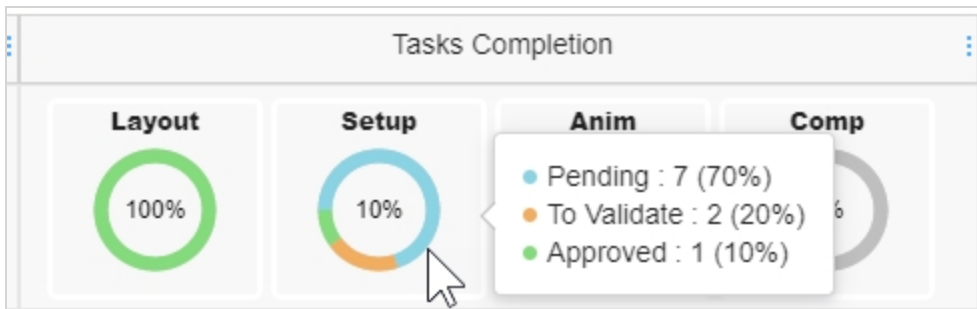 Tasks Completion
Layout
Setup
Anim
Comp
100%
10%
Pending : 7 (70%)
To Validate : 2 (20%)
Approved : 1 (10%)